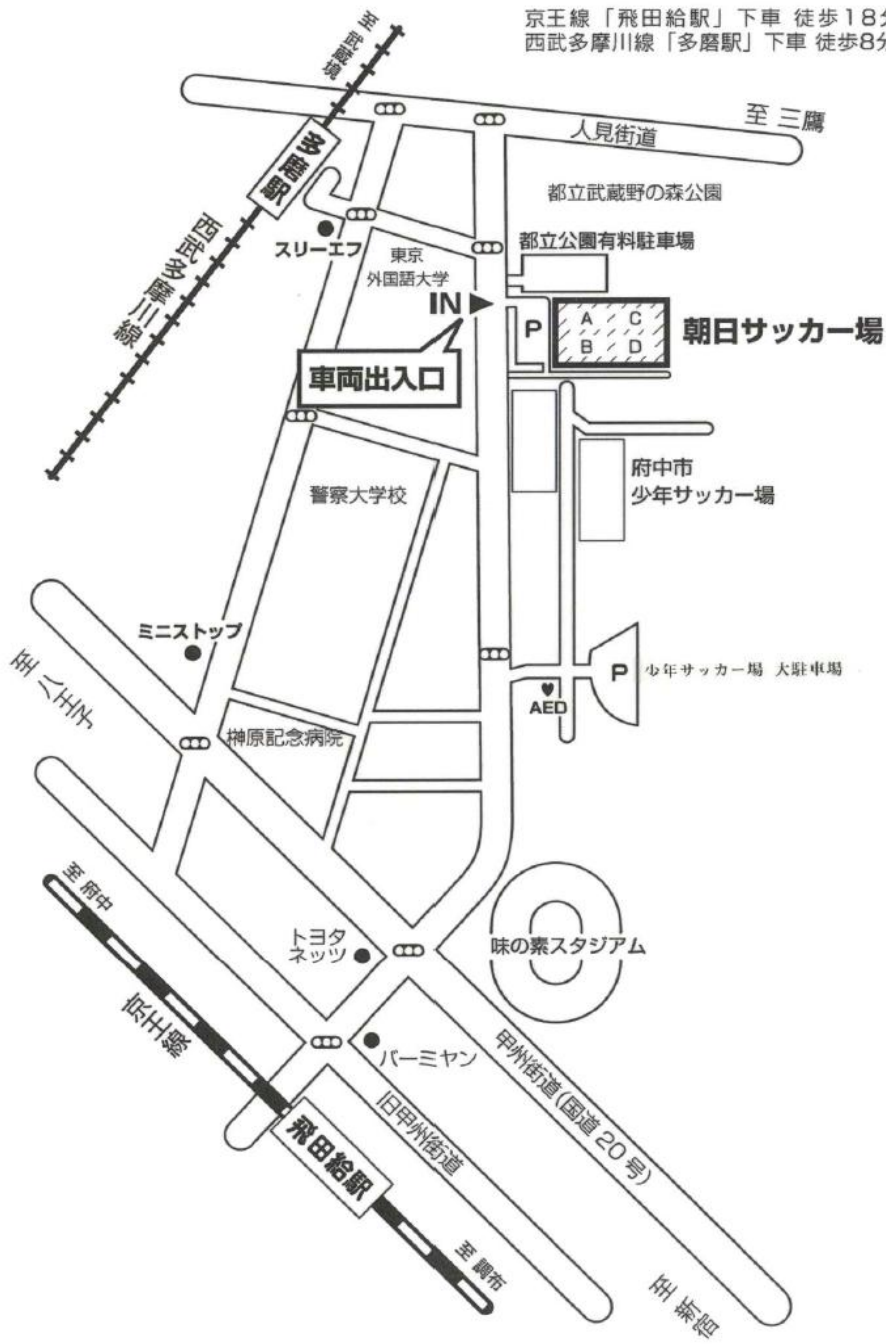 京王線「飛田給駅」下車 徒歩18分
西武多摩川線「多磨駅」下車 徒歩8分
至 武蔵境
至 三鷹
人見街道
多磨駅
都立武蔵野の森公園
西武多摩川線
スリーエフ
東京
外国語大学
都立公園有料駐車場
IN
P
A C
B D
朝日サッカー場
車両出入口
警察大学校
府中市
少年サッカー場
ミニストップ
至 八王子
P
少年サッカー場 大駐車場
AED
榊原記念病院
至 府中
トヨタ
ネッツ
味の素スタジアム
京王線
バーミヤン
甲州街道(国道20号)
旧甲州街道
飛田給駅
至 調布
至 新宿